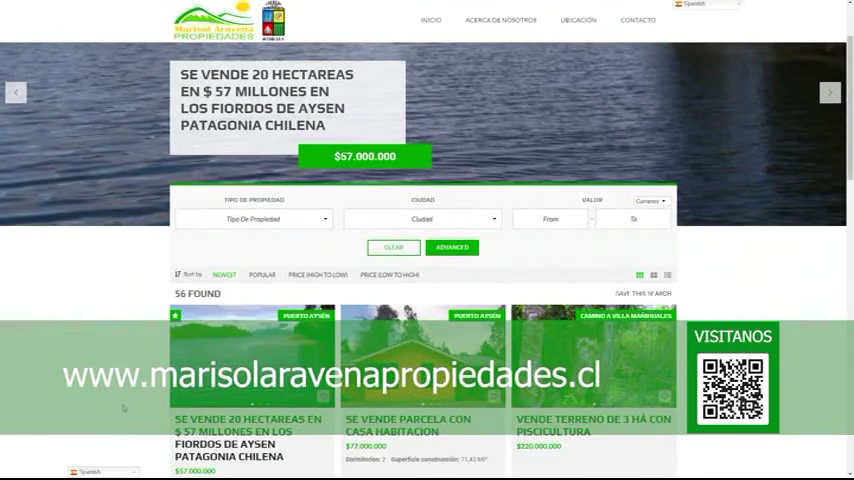 Marisol Aravena
PROPIEDADES
INICIO
ACERCA DE NOSOTROS
UBICACIÓN
CONTACTO
Spanish
SE VENDE 20 HECTAREAS
EN $ 57 MILLONES EN
LOS FIORDOS DE AYSEN
PATAGONIA CHILENA
$57.000.000
TIPO DE PROPIEDAD
CIUDAD
VALOR
Currency
Tipo De Propiedad
Ciudad
From
-
To
CLEAR
ADVANCED
Sort by:
NEWEST
POPULAR
PRICE (HIGH TO LOW)
PRICE (LOW TO HIGH)
56 FOUND
SAVE THIS SEARCH
PUERTO AYSÉN
PUERTO AYSÉN
CAMINO A VILLA MAÑIHUALES
VISITANOS
www.marisolaravenapropiedades.cl
SE VENDE 20 HECTAREAS EN
$ 57 MILLONES EN LOS
FIORDOS DE AYSEN
PATAGONIA CHILENA
$57.000.000
SE VENDE PARCELA CON
CASA HABITACION
$77.000.000
Dormitorios: 2 Superficie construcción: 71,43 M²
VENDE TERRENO DE 3 HÁ CON
PISCICULTURA
$220.000.000
Spanish